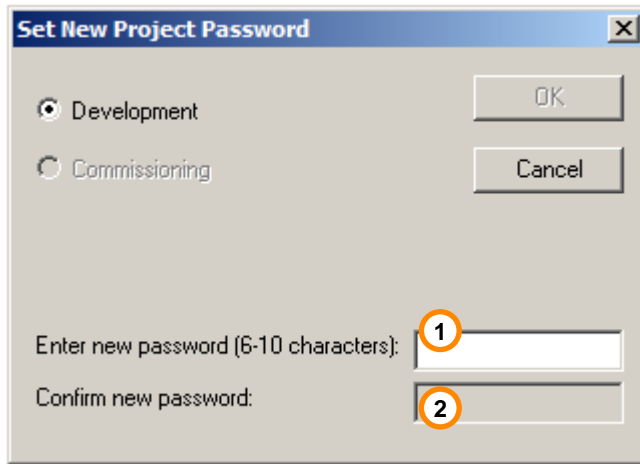 Set New Project Password
Development
OK
Commissioning
Cancel
Enter new password (6-10 characters):
1
Confirm new password:
2